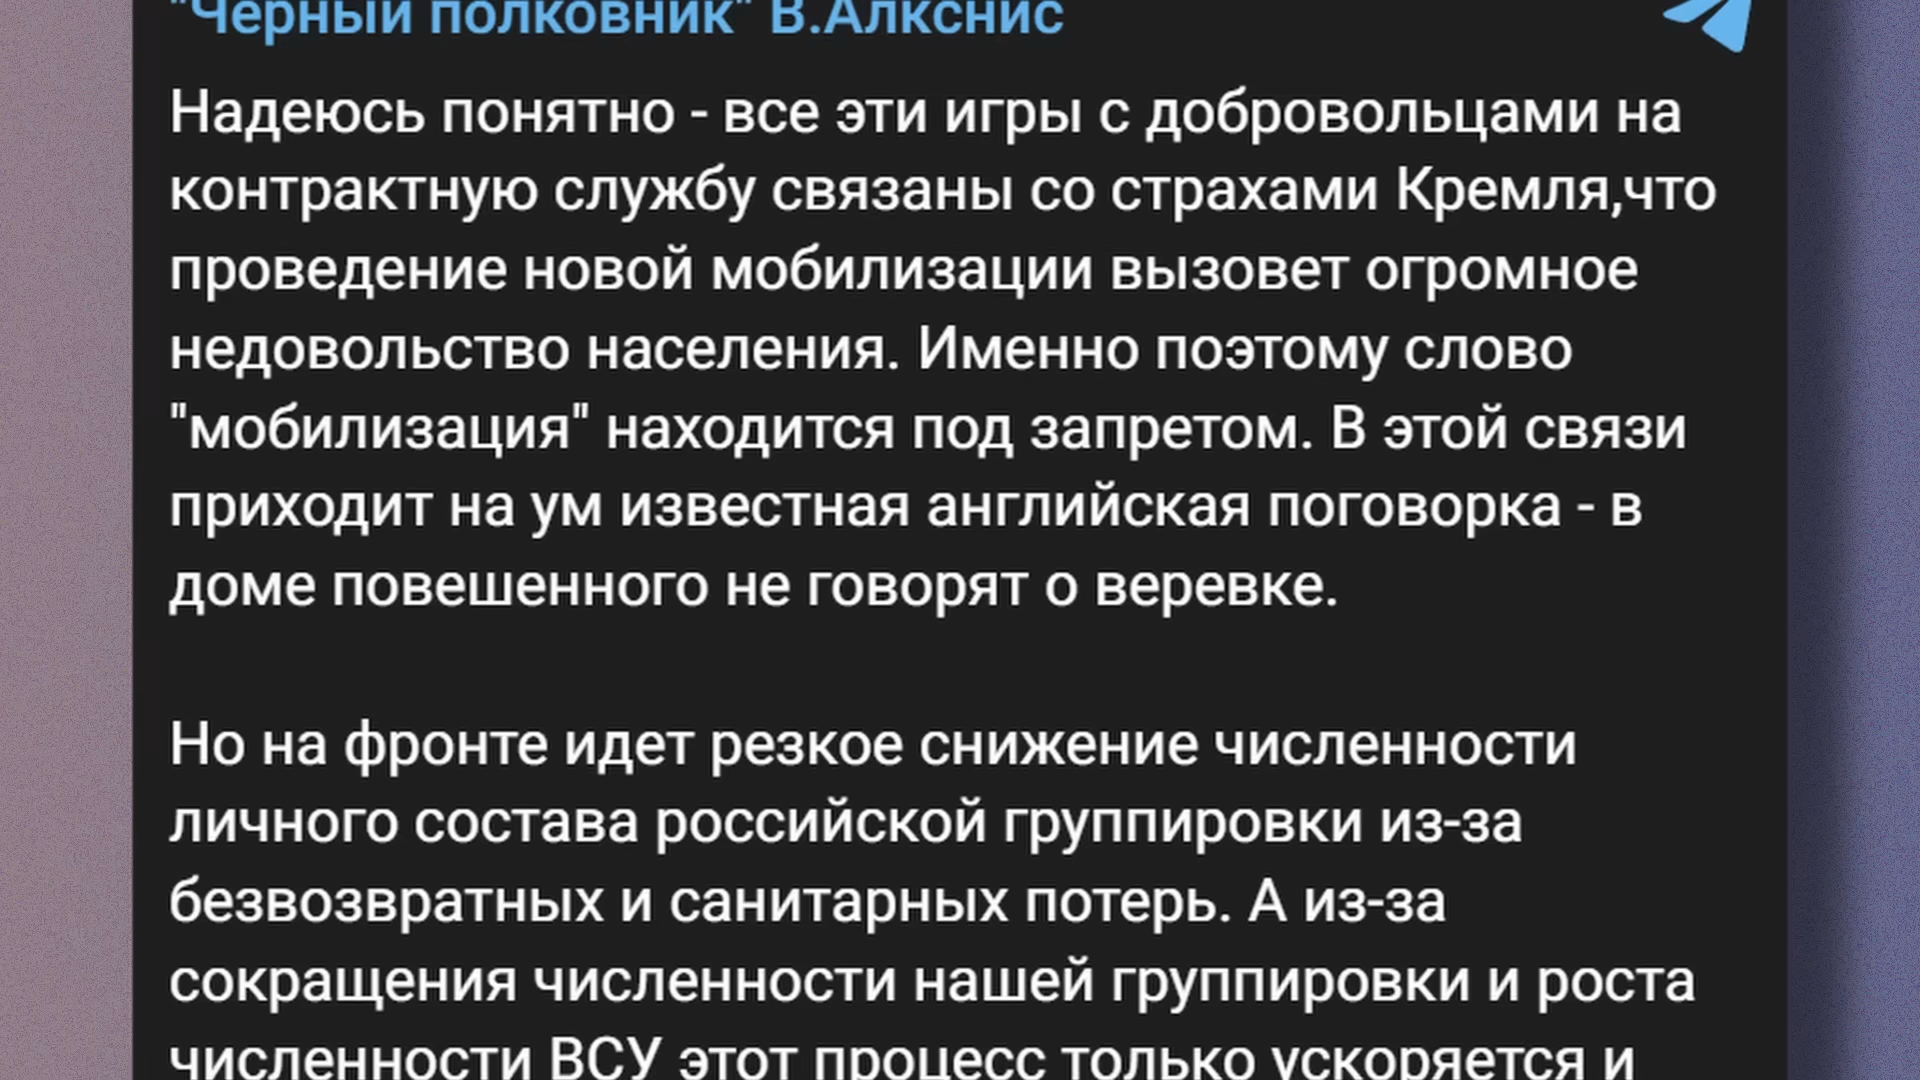 "Черный полковник" В.Алкснис
Надеюсь понятно - все эти игры с добровольцами на
контрактную службу связаны со страхами Кремля,что
проведение новой мобилизации вызовет огромное
недовольство населения. Именно поэтому слово
"мобилизация" находится под запретом. В этой связи
приходит на ум известная английская поговорка - в
доме повешенного не говорят о веревке.
Но на фронте идет резкое снижение численности
личного состава российской группировки из-за
безвозвратных и санитарных потерь. А из-за
сокращения численности нашей группировки и роста
численности ВСУ этот процесс только ускоряется и